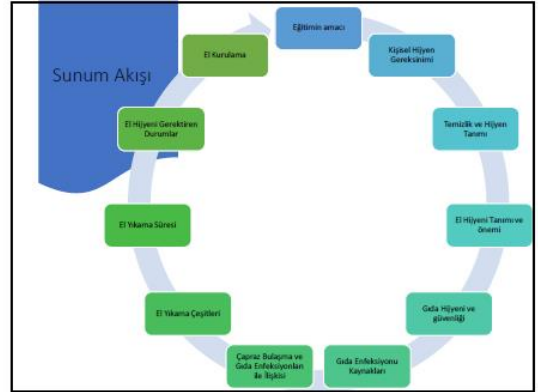 Sunum Akışı
Eğitimin amacı
Kişisel Hijyen
Gereksinimi
Temizlik ve Hijyen
Tanımı
El Hijyeni Tanımı ve
önemi
Gıda Hijyeni ve
güvenliği
Gıda Enfeksiyonu
Kaynakları
Çapraz Bulaşma ve
Gıda Enfeksiyonları
ile İlişkisi
El Yıkama Çeşitleri
El Yıkama Süresi
El Hijyeni Gerektiren
Durumlar
El Kurulama